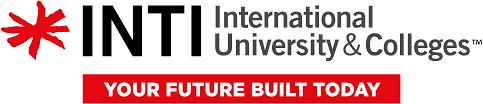 INTI International
University & Colleges™
YOUR FUTURE BUILT TODAY